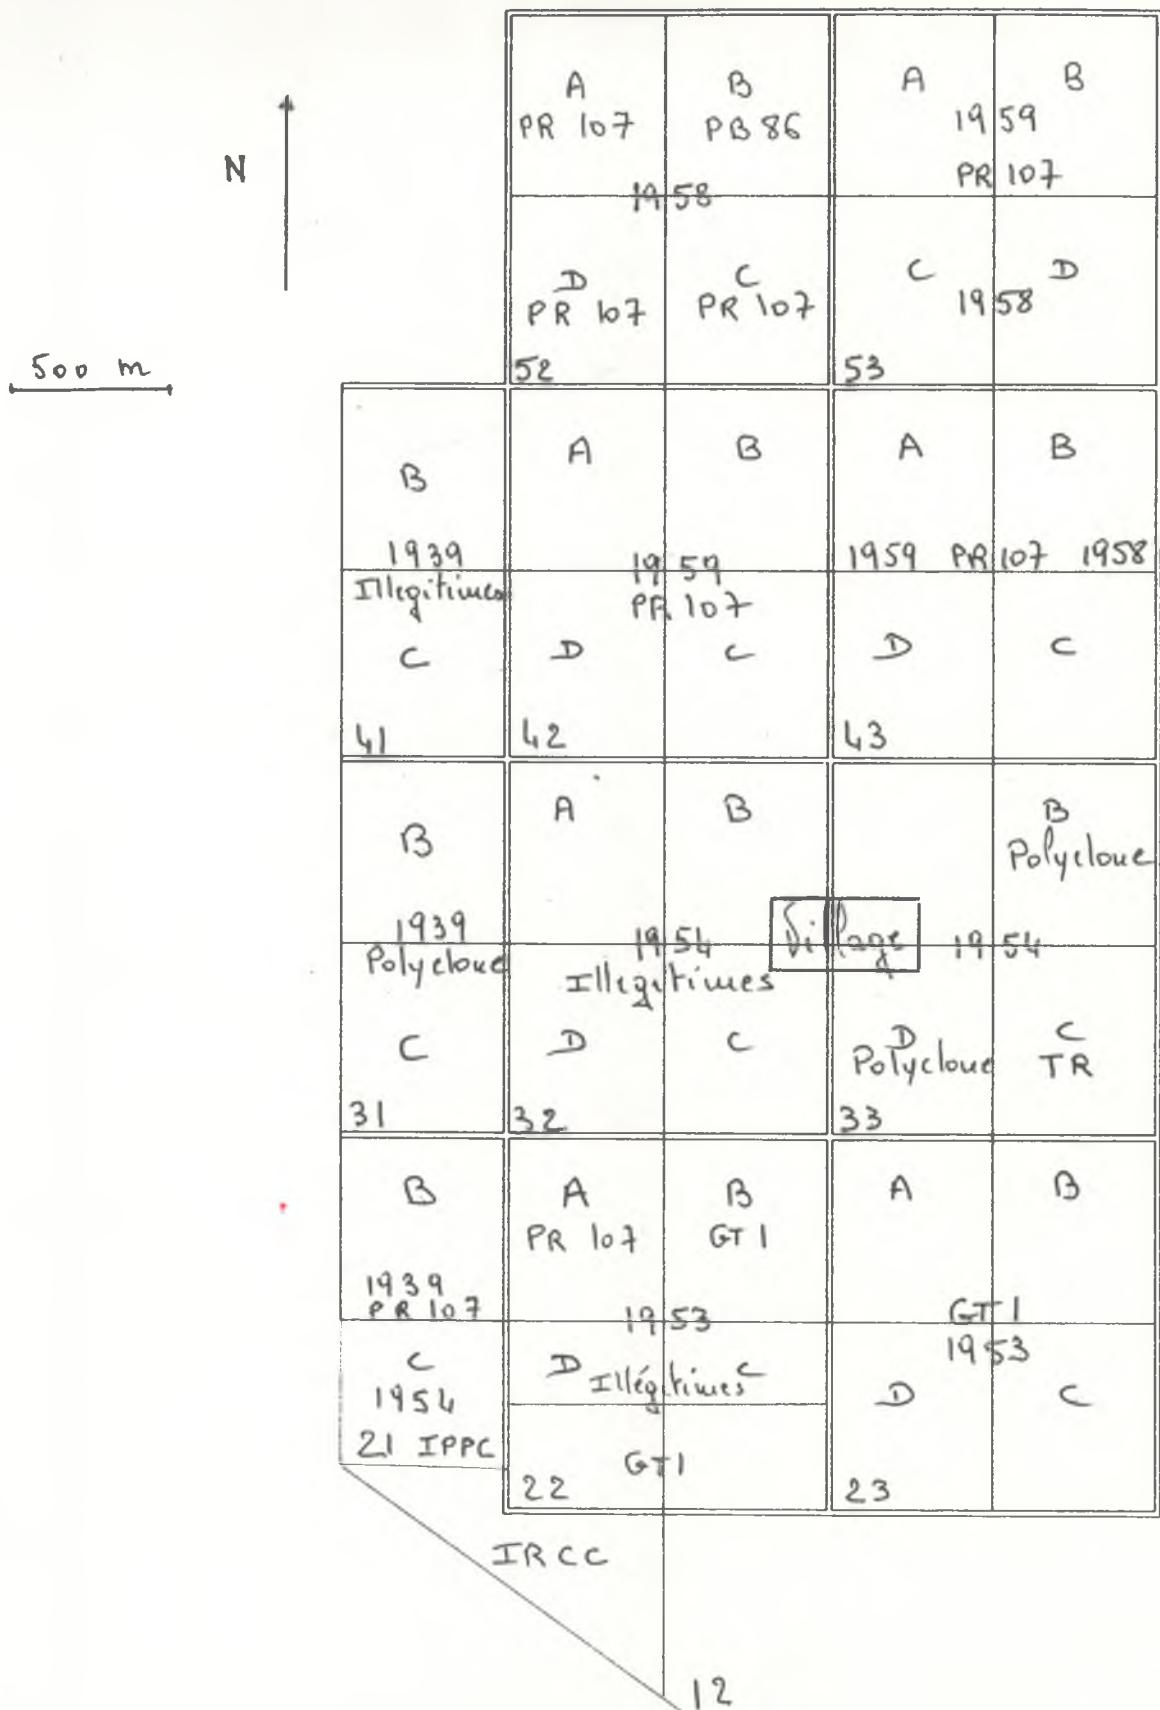 N
500 m
A B
PR 107 PB 86
1958
D C
PR 107 PR 107
52
A B
1959
PR 107
C D
1958
53
B
1939
Illegitimes
C
41
A B
1959
PR 107
D C
42
A B
1959 PR 107 1958
D C
43
B
1939
Polyclone
C
31
A B
1954
Illegitimes
D C
32
Village
B
Polyclone
1954
D C
Polyclone TR
33
B
1939
PR 107
C
1954
21 IPPC
A B
PR 107 GT 1
1953
D Illégitimes C
GT1
22
A B
GT 1
1953
D C
23
IRCC
12